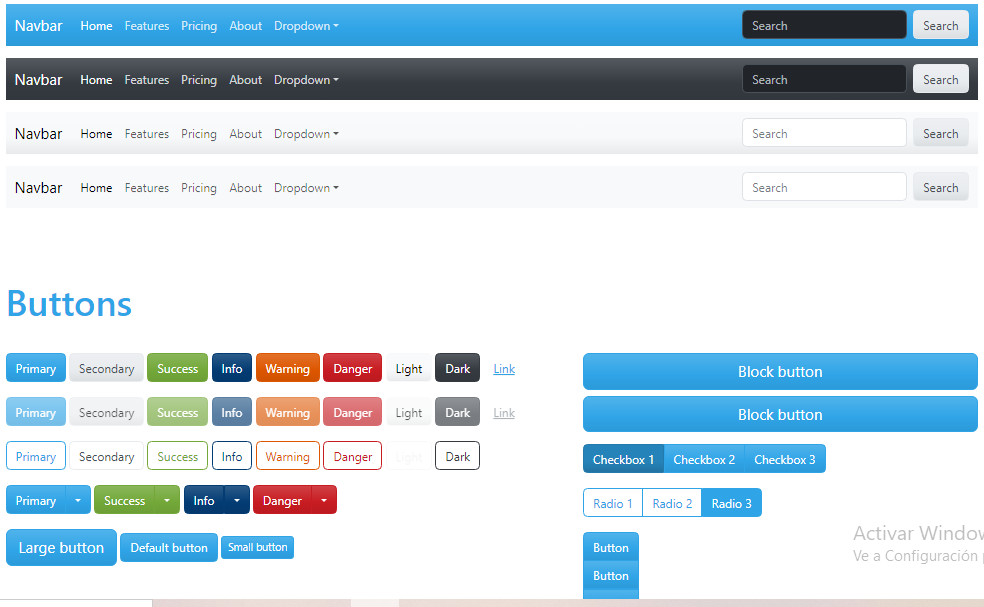 Navbar Home Features Pricing About Dropdown Search Search
Navbar Home Features Pricing About Dropdown Search Search
Navbar Home Features Pricing About Dropdown Search Search
Navbar Home Features Pricing About Dropdown Search Search
Buttons
Primary Secondary Success Info Warning Danger Light Dark Link
Primary Secondary Success Info Warning Danger Light Dark Link
Primary Secondary Success Info Warning Danger Light Dark
Primary Success Info Danger
Large button Default button Small button
Block button
Block button
Checkbox 1 Checkbox 2 Checkbox 3
Radio 1 Radio 2 Radio 3
Button
Button
Activar Window
Ve a Configuración p